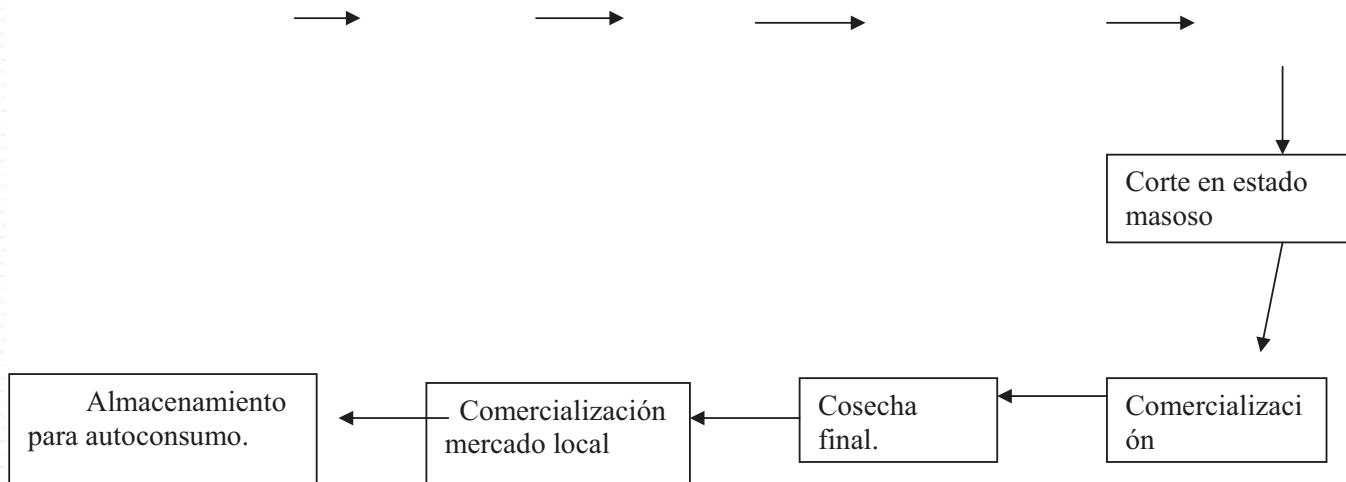 Corte en estado
masoso
Almacenamiento
para autoconsumo.
Comercialización
mercado local
Cosecha
final.
Comercializaci
ón